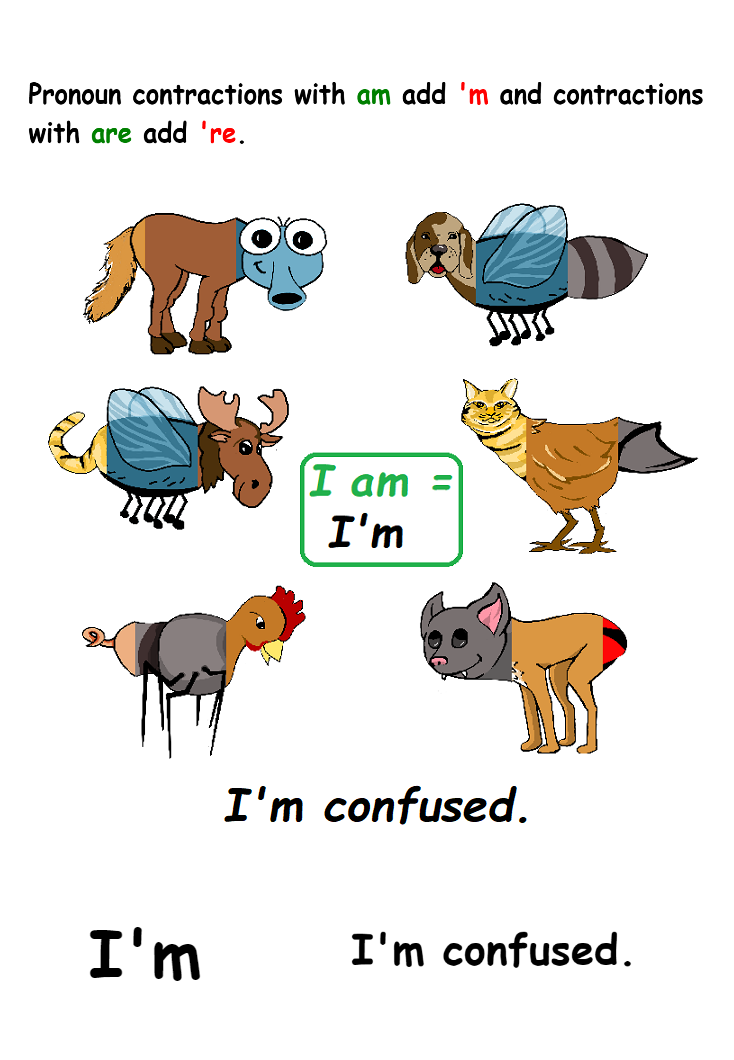 Pronoun contractions with am add 'm and contractions
with are add 're.
I am =
I'm
I'm confused.
I'm
I'm confused.